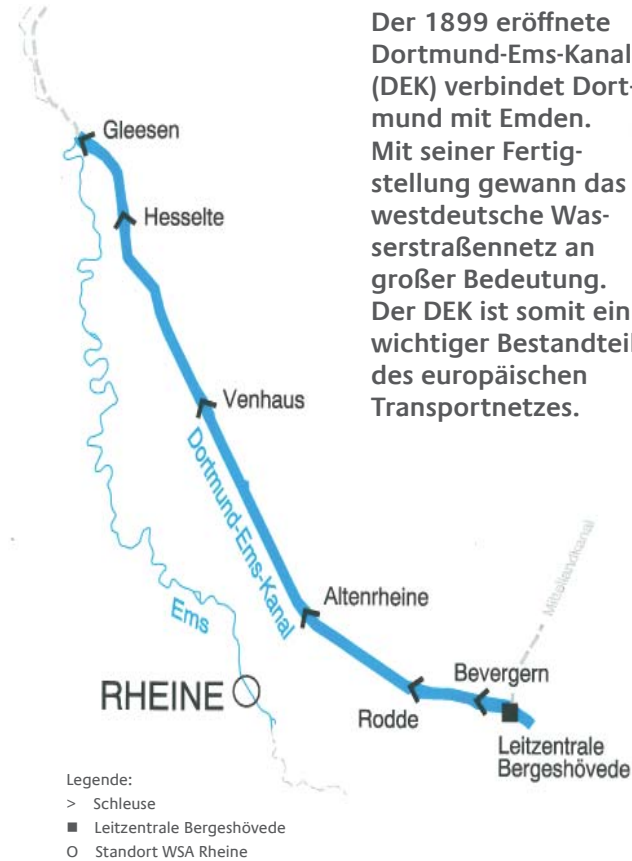 Der 1899 eröffnete
Dortmund-Ems-Kanal
(DEK) verbindet Dort-
mund mit Emden.
Mit seiner Fertig-
stellung gewann das
westdeutsche Was-
serstraßennetz an
großer Bedeutung.
Der DEK ist somit ein
wichtiger Bestandteil
des europäischen
Transportnetzes.
Gleesen
Hesselte
Venhaus
Dortmund-Ems-Kanal
Ems
Altenrheine
Mittellandkanal
Bevergern
RHEINE
Rodde
Leitzentrale
Bergeshövede
Legende:
> Schleuse
■ Leitzentrale Bergeshövede
O Standort WSA Rheine